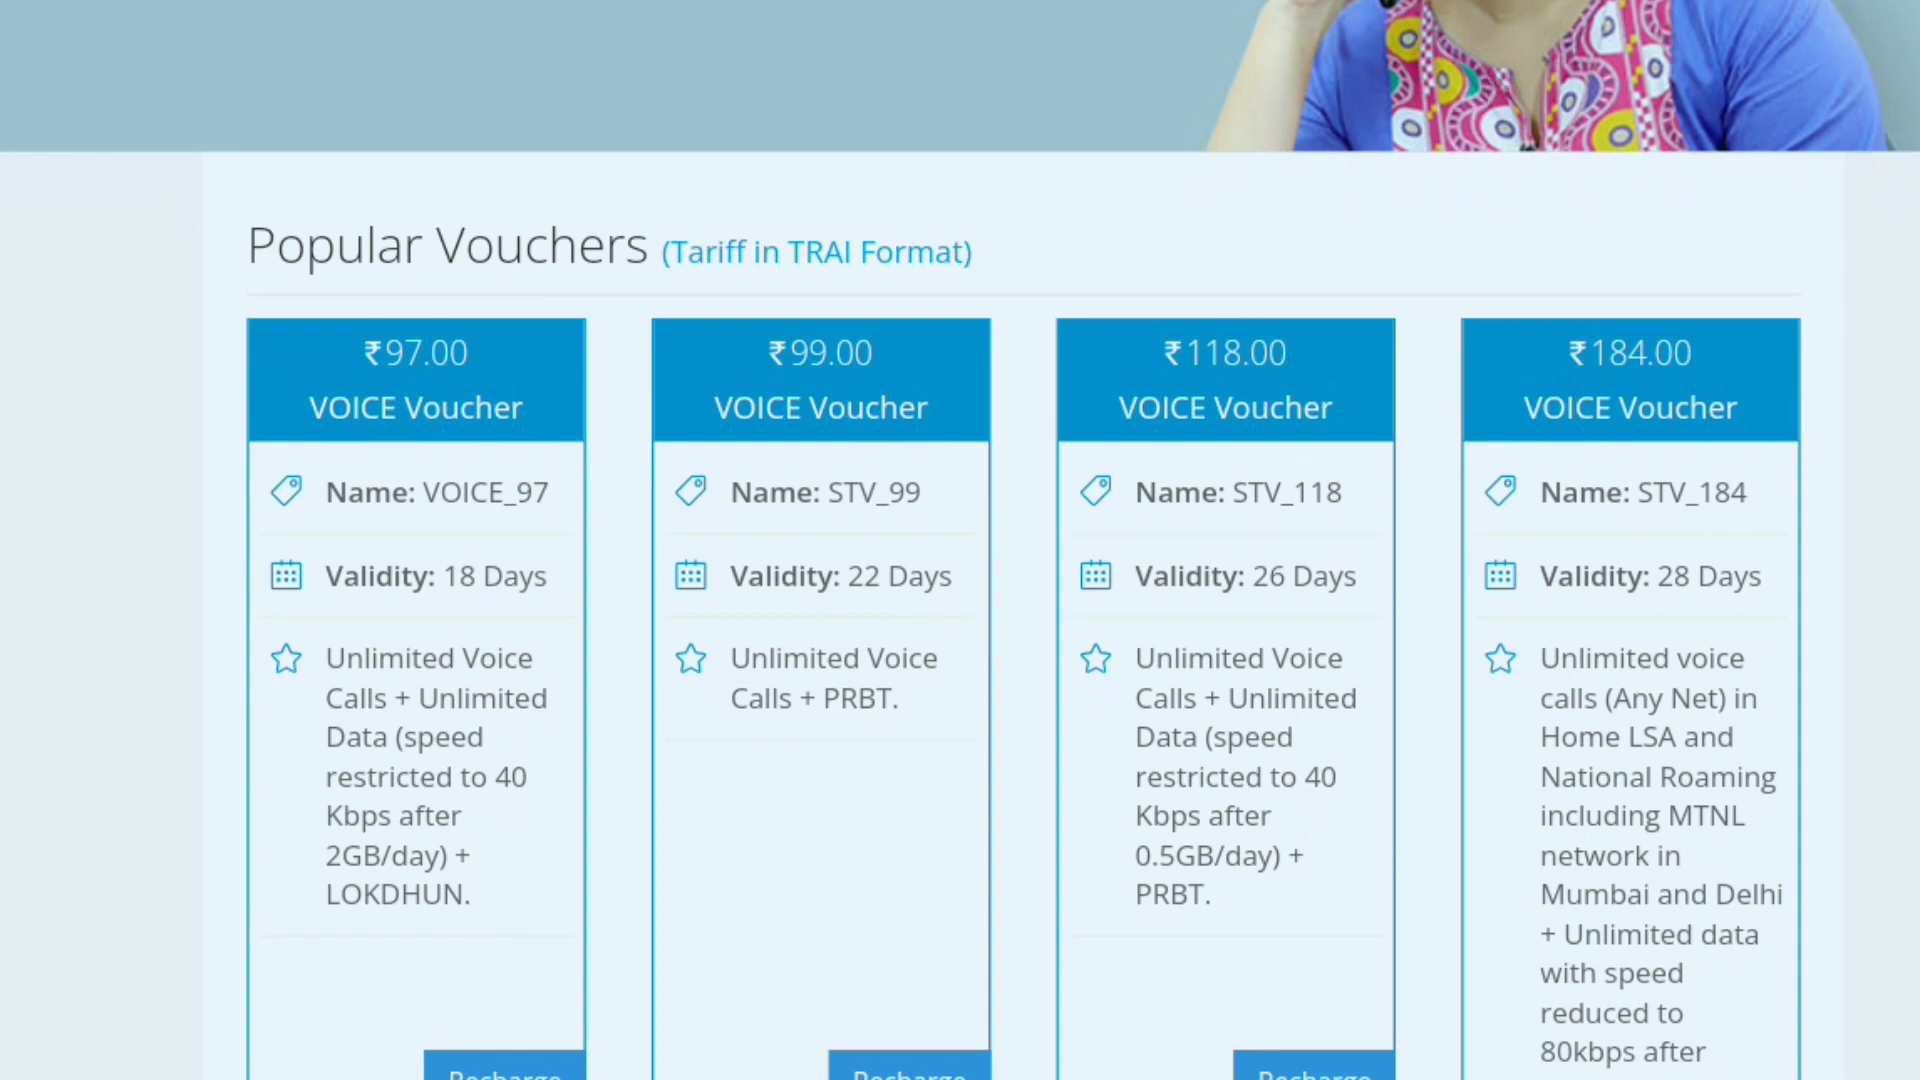 Popular Vouchers (Tariff in TRAI Format)
₹97.00
VOICE Voucher
Name: VOICE_97
Validity: 18 Days
Unlimited Voice
Calls + Unlimited
Data (speed
restricted to 40
Kbps after
2GB/day) +
LOKDHUN.
Recharge
₹99.00
VOICE Voucher
Name: STV_99
Validity: 22 Days
Unlimited Voice
Calls + PRBT.
Recharge
₹118.00
VOICE Voucher
Name: STV_118
Validity: 26 Days
Unlimited Voice
Calls + Unlimited
Data (speed
restricted to 40
Kbps after
0.5GB/day) +
PRBT.
Recharge
₹184.00
VOICE Voucher
Name: STV_184
Validity: 28 Days
Unlimited voice
calls (Any Net) in
Home LSA and
National Roaming
including MTNL
network in
Mumbai and Delhi
+ Unlimited data
with speed
reduced to
80kbps after